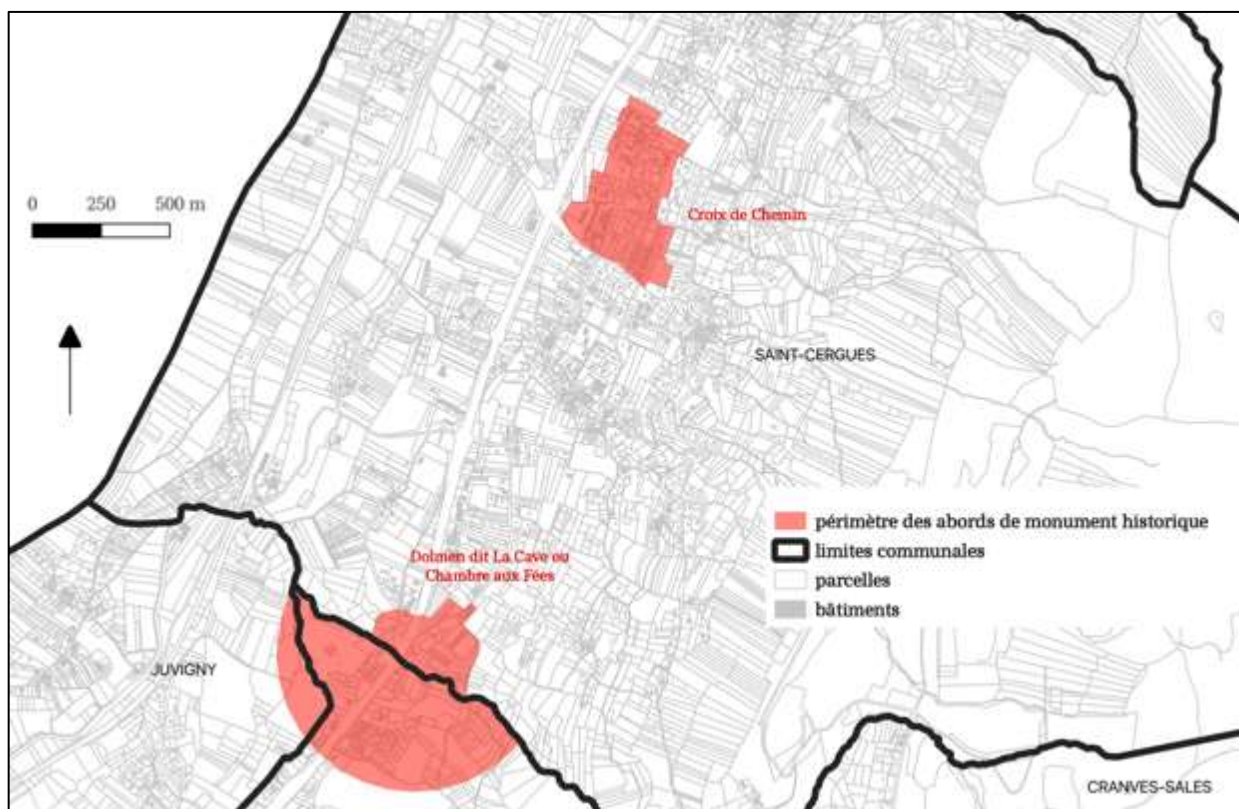 0 250 500 m
Croix de Chemin
SAINT-CERGUES
périmètre des abords de monument historique
limites communales
parcelles
bâtiments
Dolmen dit La Cave ou
Chambre aux Fées
JUVIGNY
CRANVES-SALES